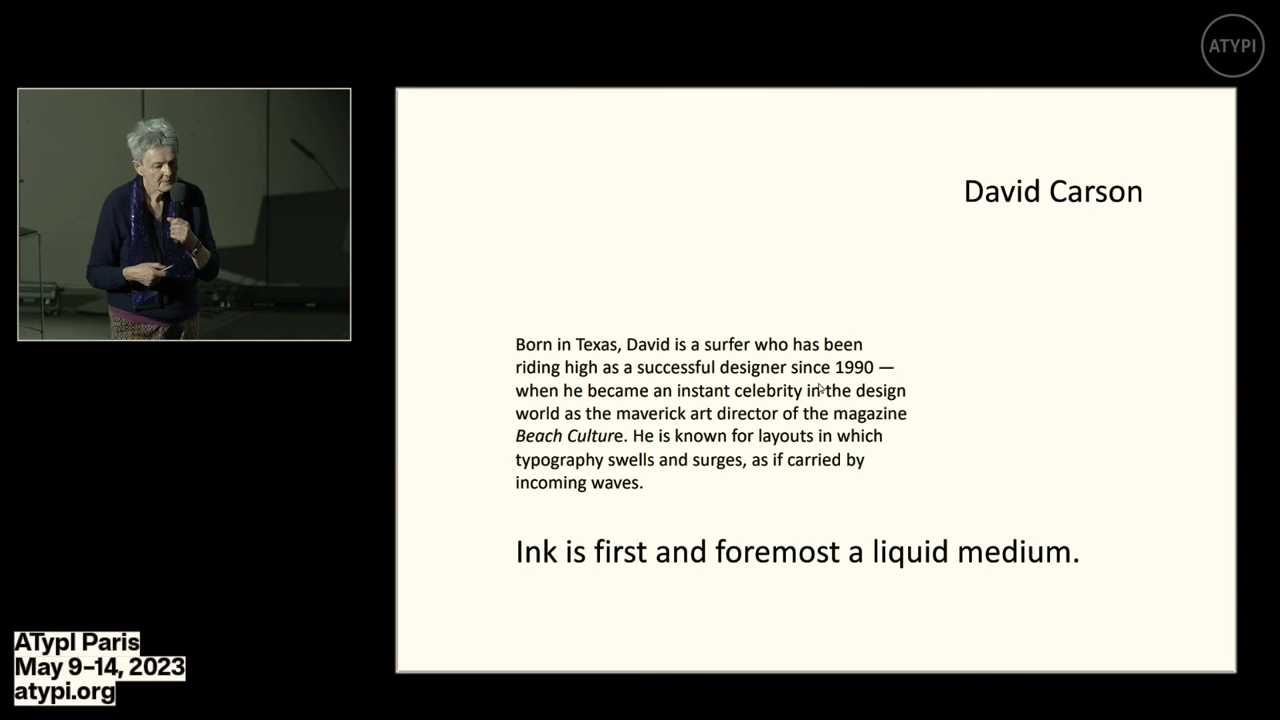 ATYPI
David Carson
Born in Texas, David is a surfer who has been
riding high as a successful designer since 1990 —
when he became an instant celebrity in the design
world as the maverick art director of the magazine
Beach Culture. He is known for layouts in which
typography swells and surges, as if carried by
incoming waves.
Ink is first and foremost a liquid medium.
ATypI Paris
May 9–14, 2023
atypi.org